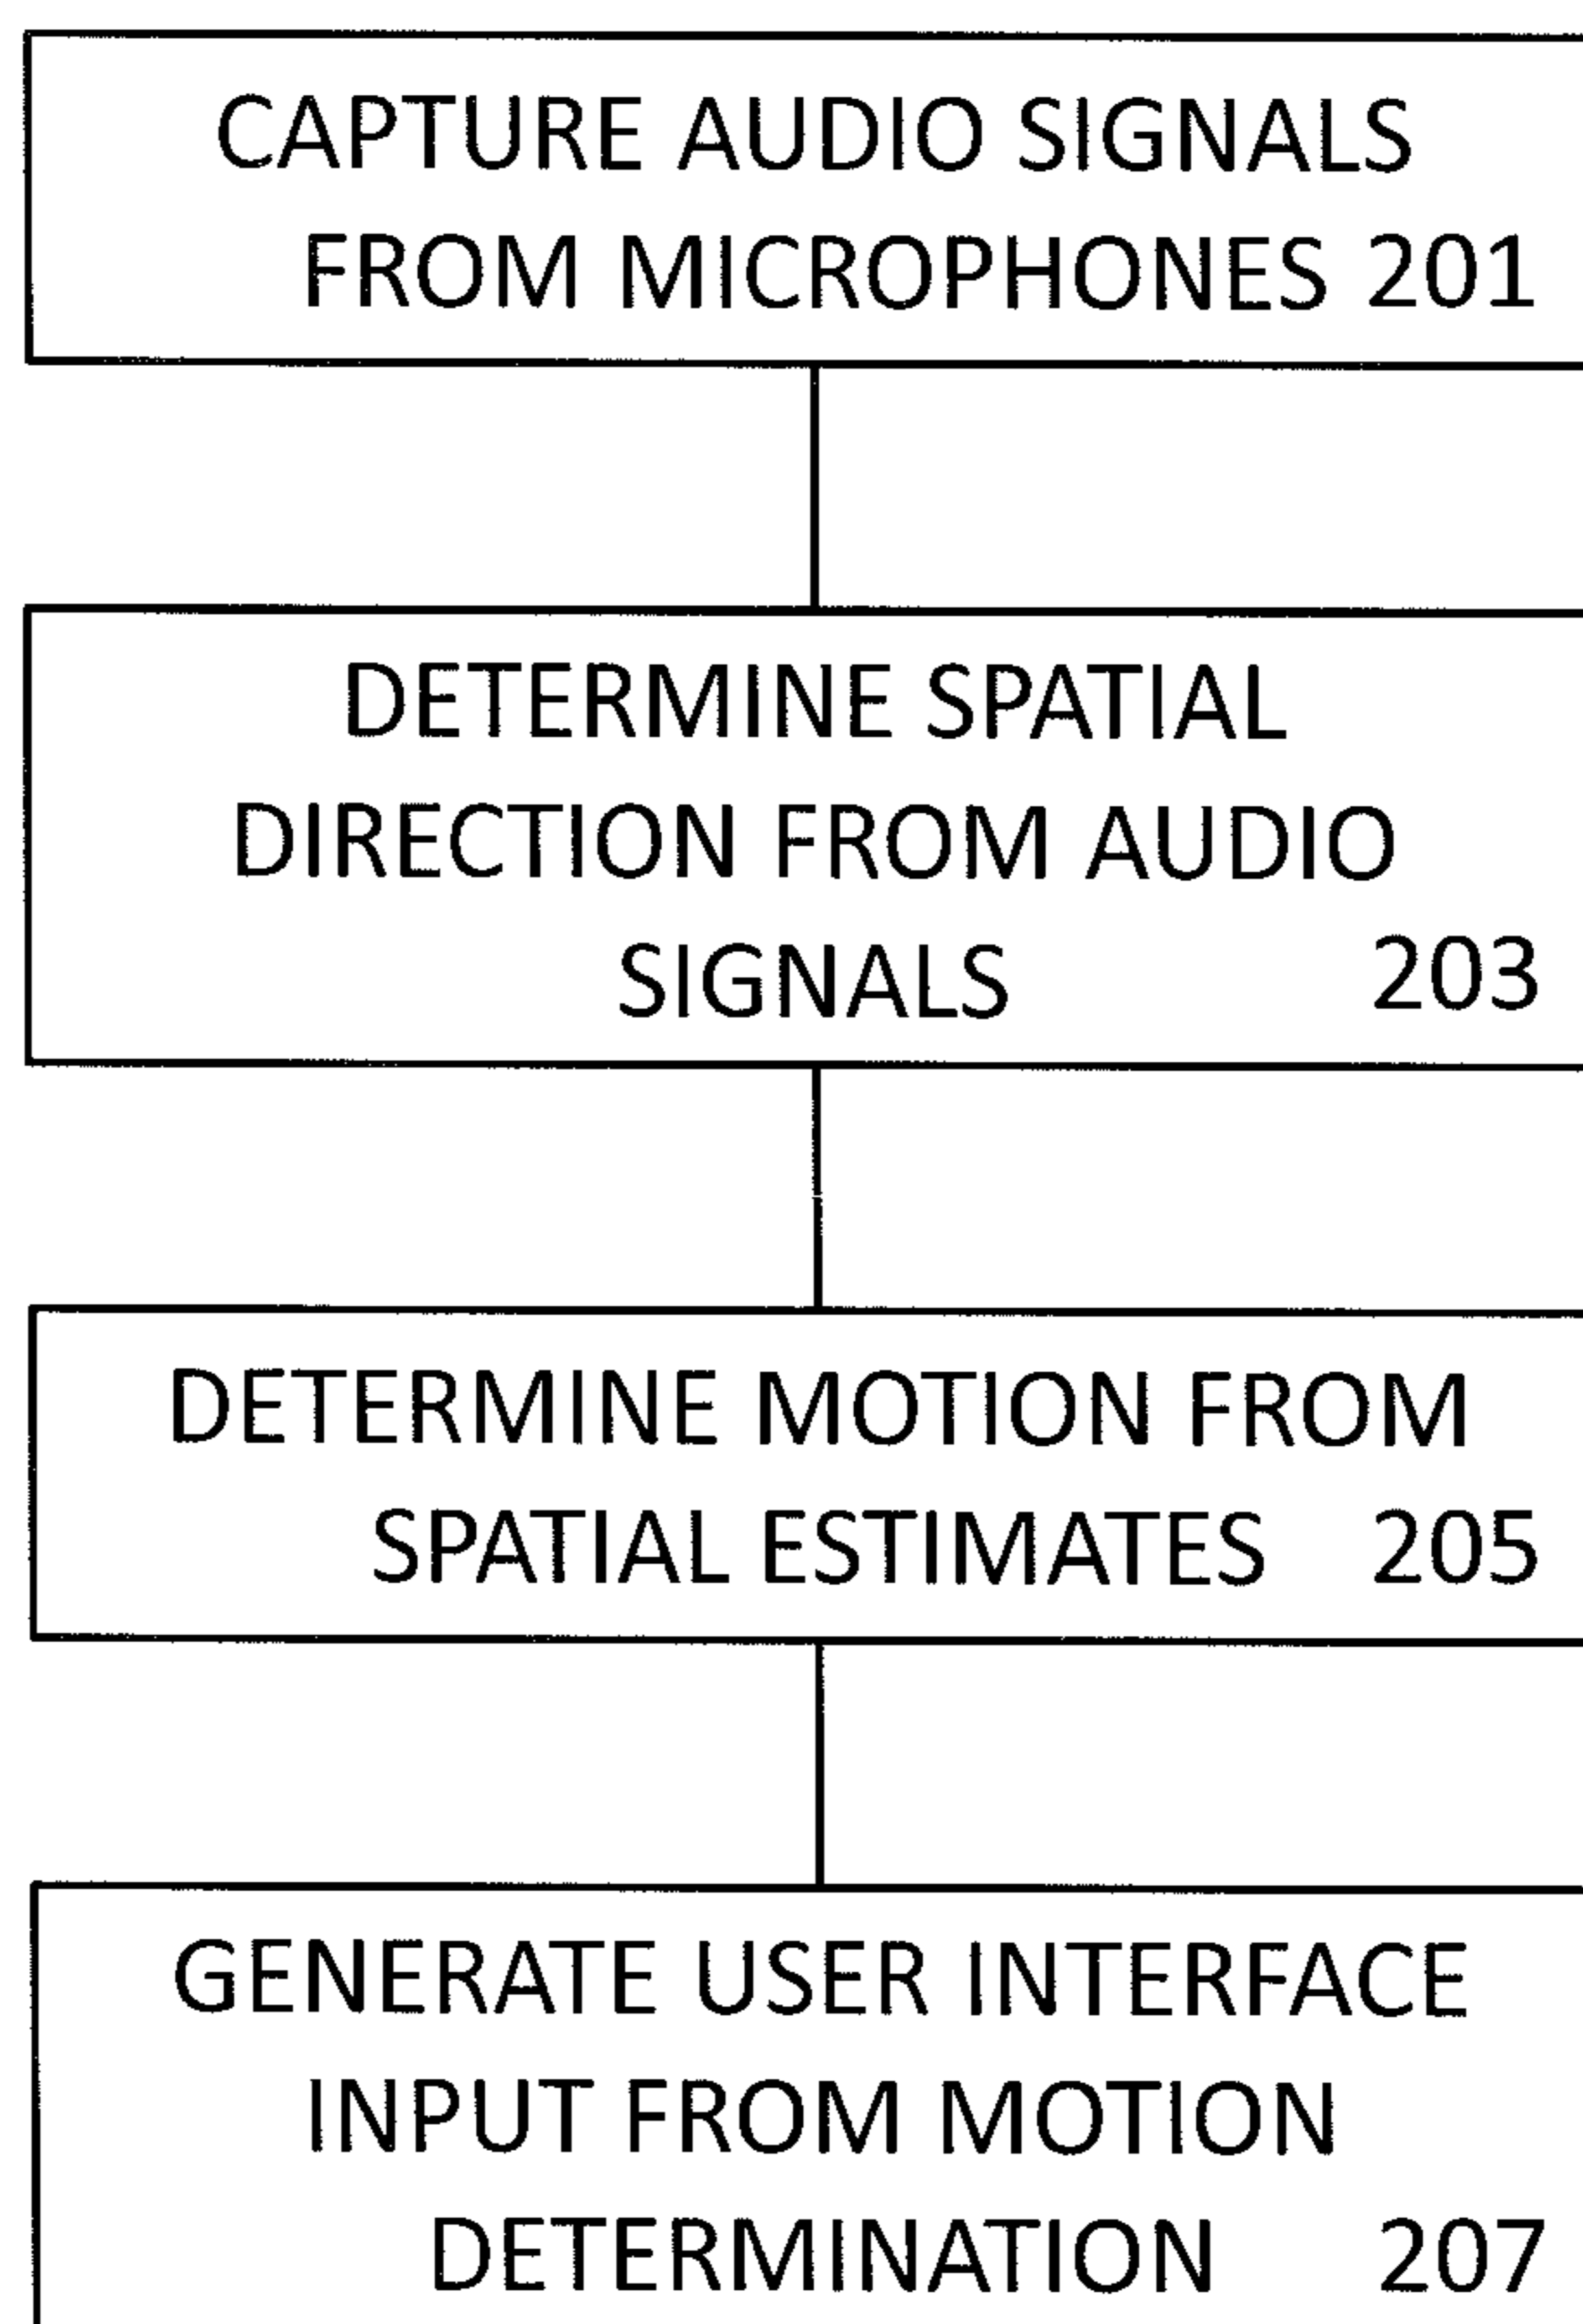 CAPTURE AUDIO SIGNALS
FROM MICROPHONES 201
DETERMINE SPATIAL
DIRECTION FROM AUDIO
SIGNALS 203
DETERMINE MOTION FROM
SPATIAL ESTIMATES 205
GENERATE USER INTERFACE
INPUT FROM MOTION
DETERMINATION 207